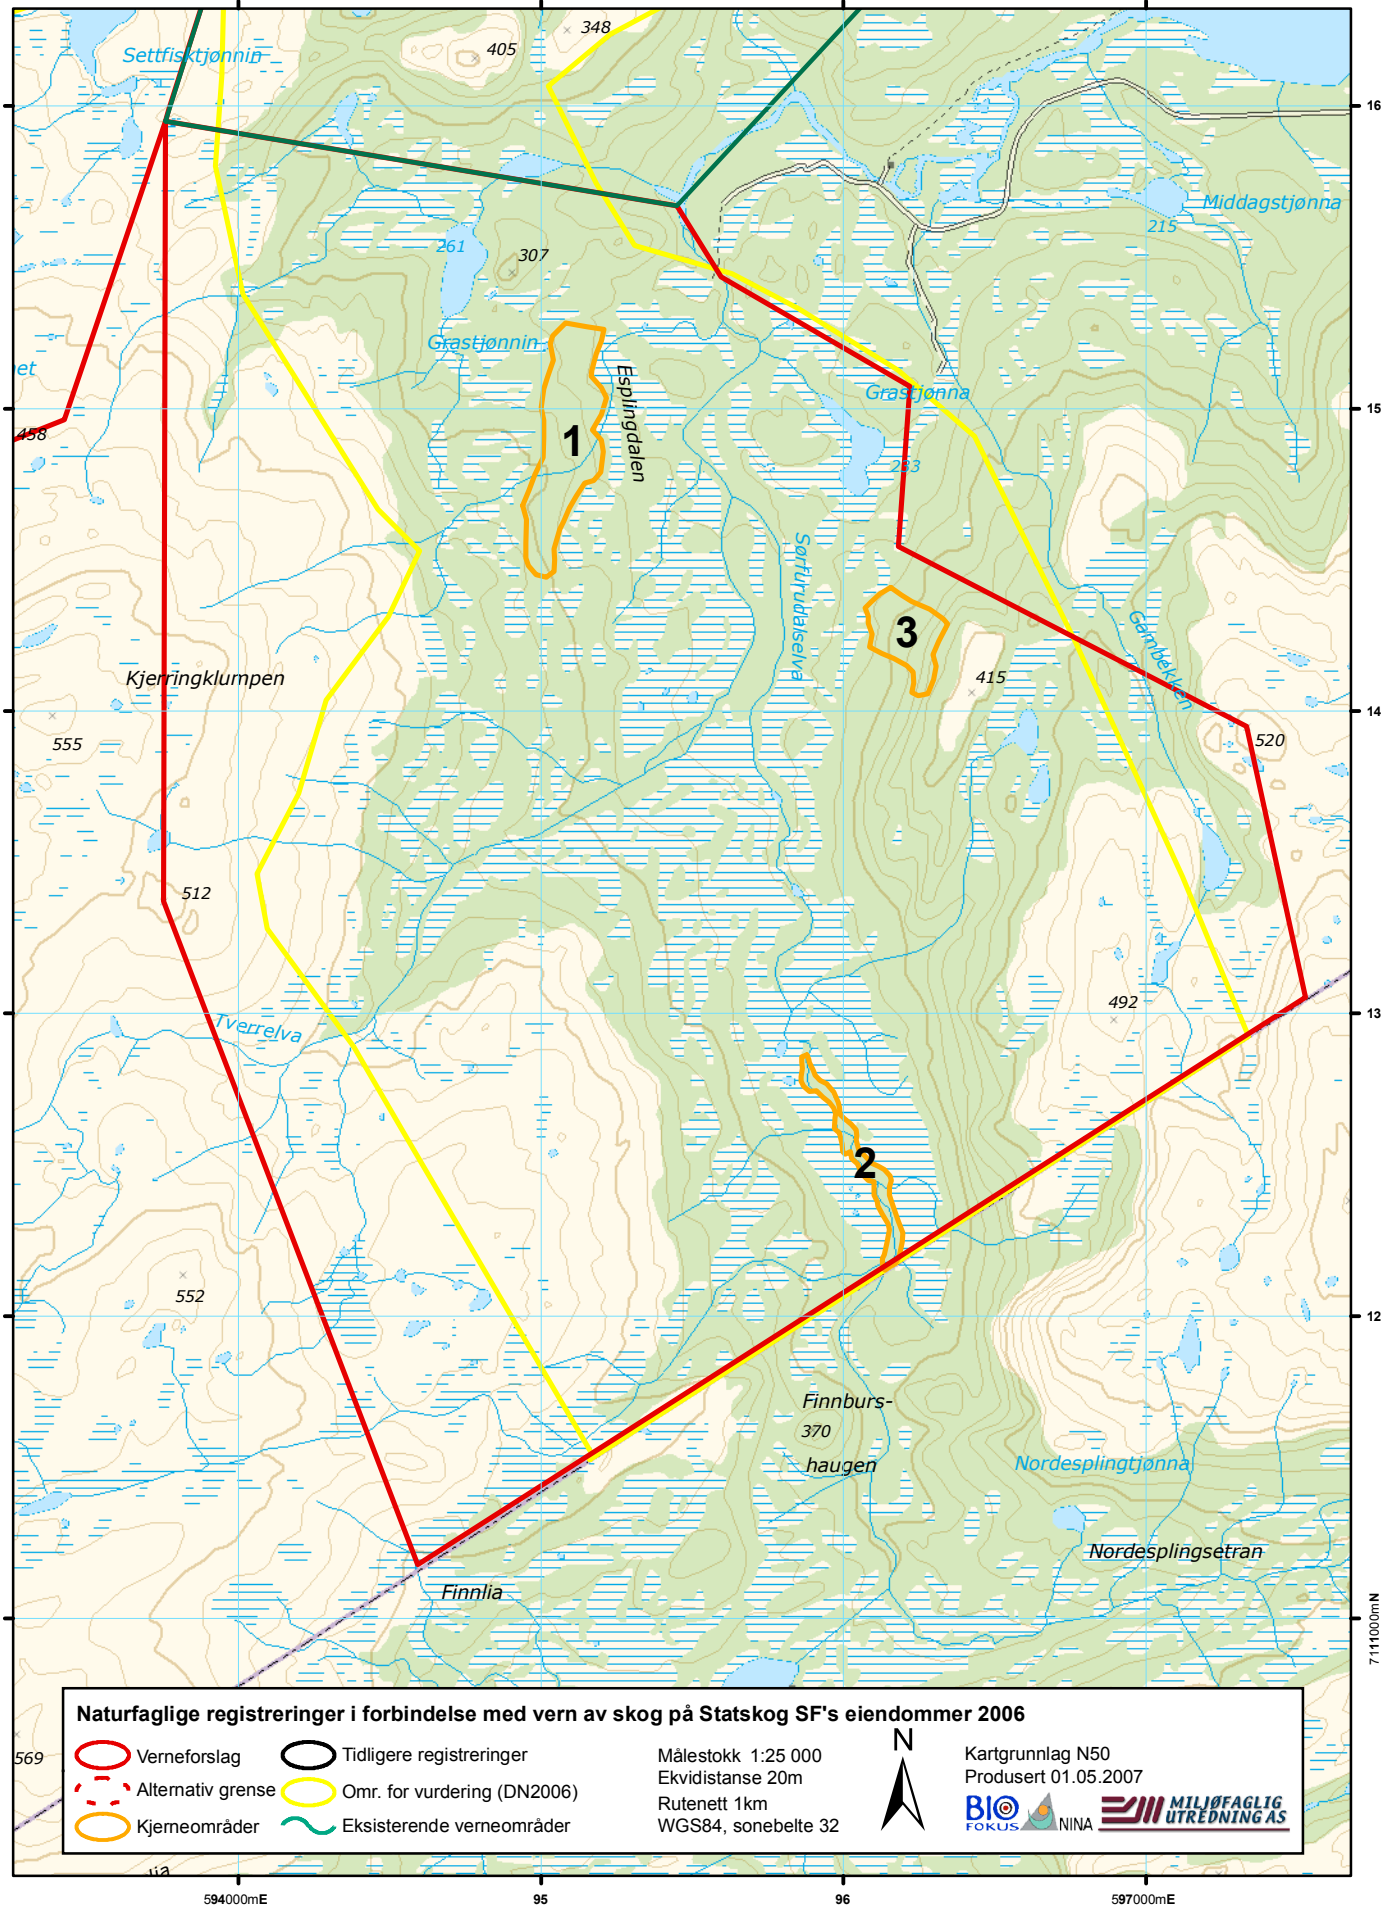 348
405
Settfisktjønnin
16
Middagstjønna
215
261
307
Grastjønnin
Esplingdalen
Grastjønna
15
458
1
233
Sørfurudalselva
3
Gambekken
Kjerringklumpen
415
14
555
520
512
492
Tverrelva
13
2
552
12
Finnburs-
370
haugen
Nordesplingtjønna
Nordesplingsetran
Finnlia
7111000mN
569
Naturfaglige registreringer i forbindelse med vern av skog på Statskog SF's eiendommer 2006
Verneforslag
Tidligere registreringer
Alternativ grense
Omr. for vurdering (DN2006)
Kjerneområder
Eksisterende verneområder
Målestokk 1:25 000
Ekvidistanse 20m
Rutenett 1km
WGS84, sonebelte 32
N
Kartgrunnlag N50
Produsert 01.05.2007
BIO
FOKUS
NINA
MILJØFAGLIG
UTREDNING AS
594000mE
95
96
597000mE